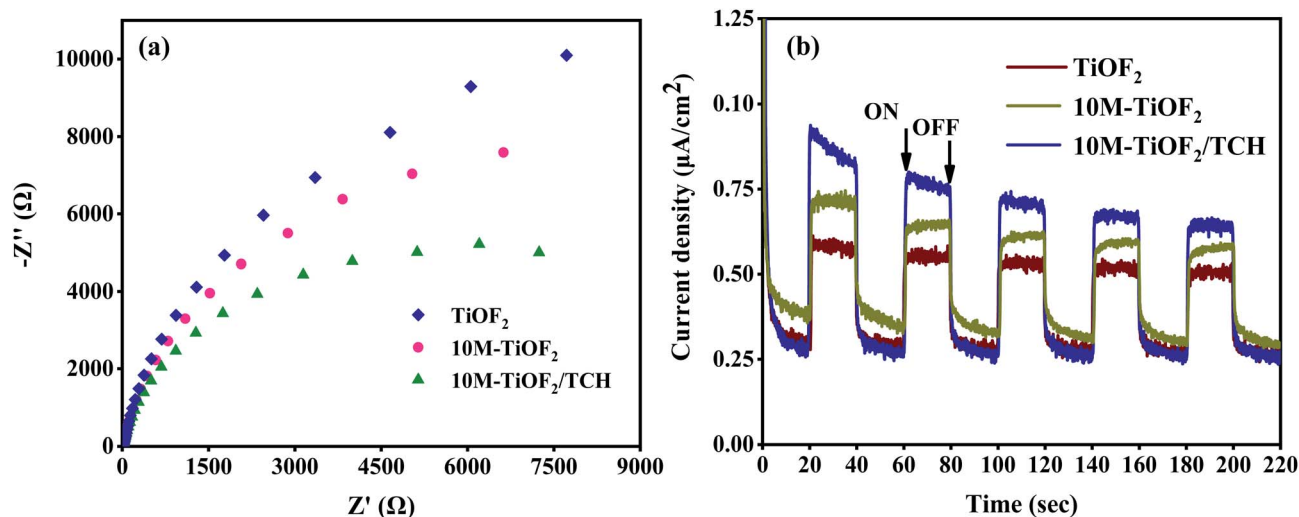 (a)
-Z'' (Ω)
10000
8000
6000
4000
2000
0
0 1500 3000 4500 6000 7500 9000
Z' (Ω)
TiOF₂
10M-TiOF₂
10M-TiOF₂/TCH
(b)
Current density (μA/cm²)
1.25
1.00
0.75
0.50
0.25
0.00
0 20 40 60 80 100 120 140 160 180 200 220
Time (sec)
TiOF₂
10M-TiOF₂
10M-TiOF₂/TCH
ON
OFF